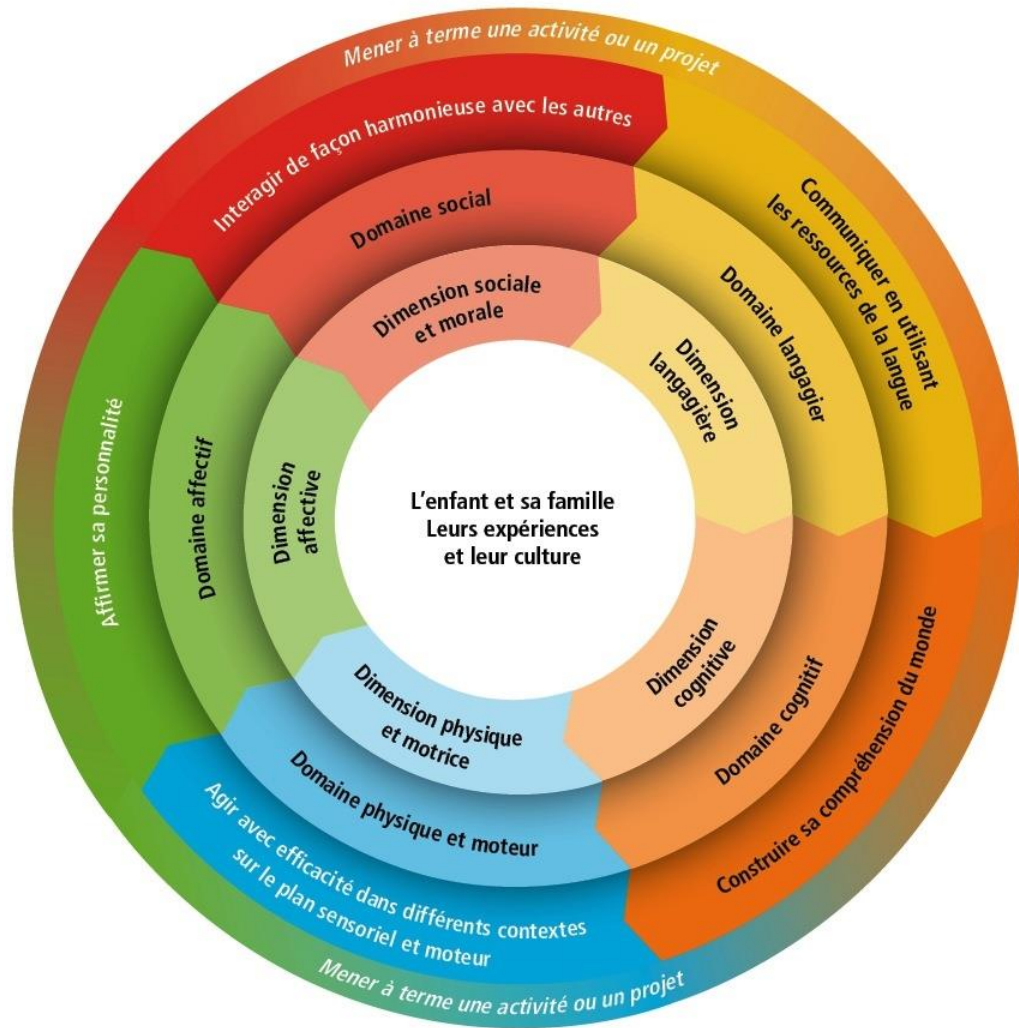 Mener à terme une activité ou un projet
Interagir de façon harmonieuse avec les autres
Domaine social
Dimension sociale
et morale
Communiquer en utilisant
les ressources de la langue
Domaine langagier
Dimension
langagière
Affirmer sa personnalité
Domaine affectif
Dimension
affective
L'enfant et sa famille
Leurs expériences
et leur culture
Dimension
cognitive
Domaine cognitif
Construire sa compréhension du monde
Dimension physique
et motrice
Domaine physique et moteur
Agir avec efficacité dans différents contextes
sur le plan sensoriel et moteur
Mener à terme une activité ou un projet